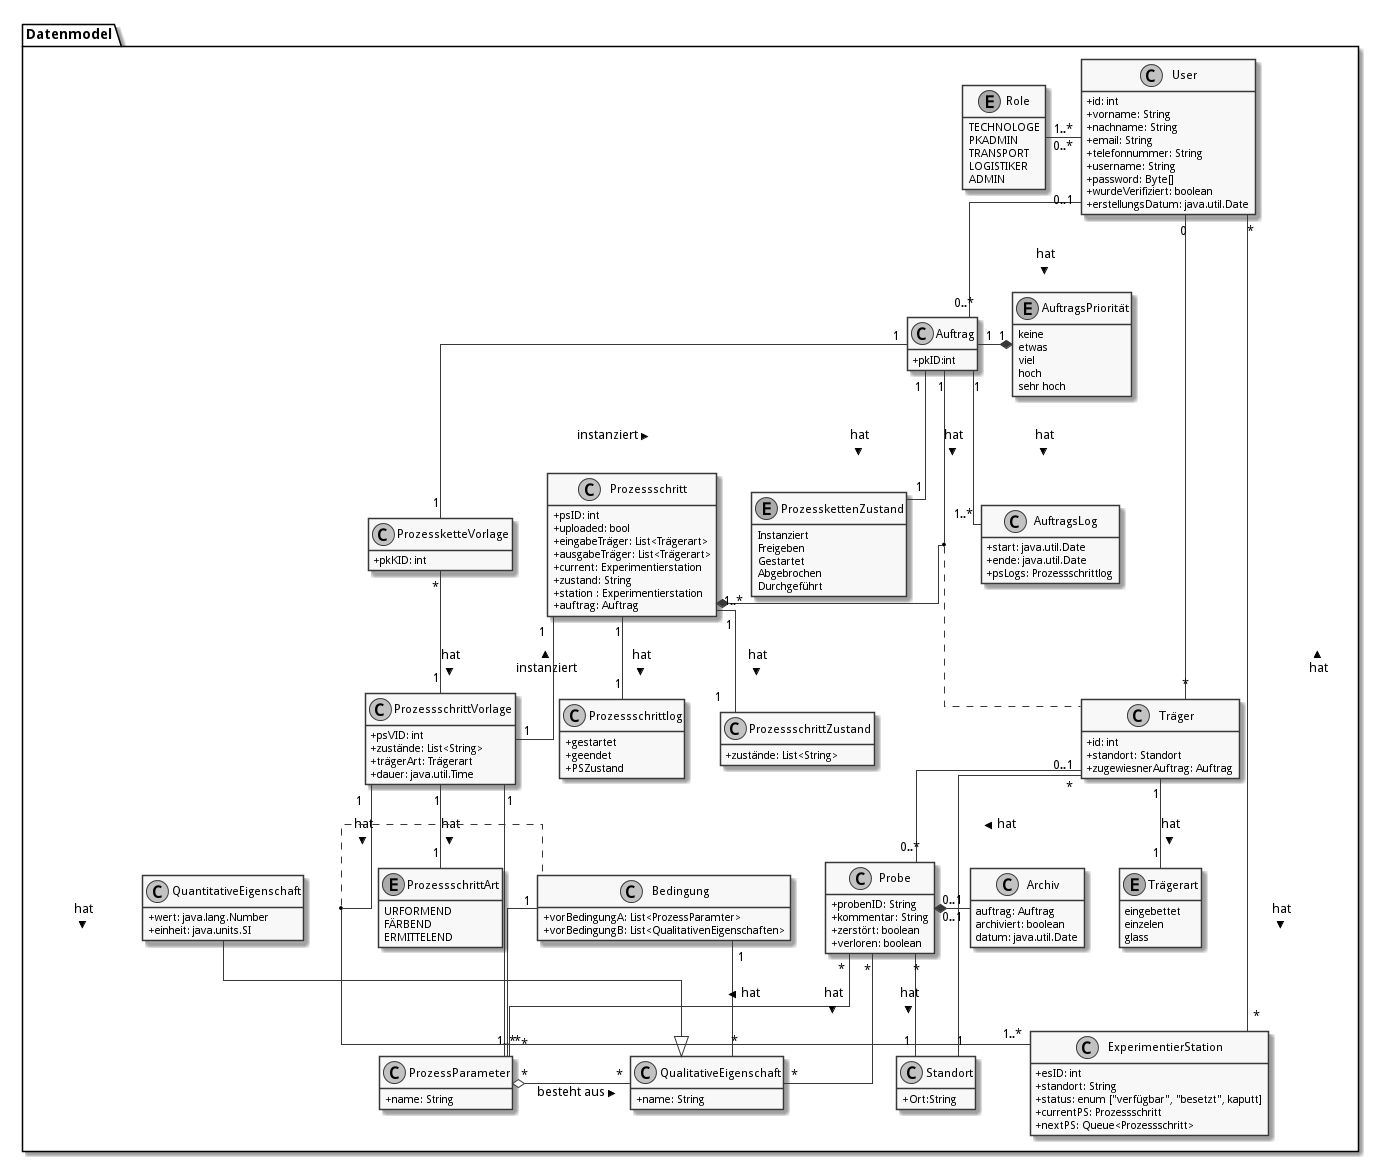 Datenmodel
C User
+id: int
+vorname: String
+nachname: String
+email: String
+telefonnummer: String
+username: String
+password: Byte[]
+wurdeVerifiziert: boolean
+erstellungsDatum: java.util.Date
E Role
TECHNOLOGE
PKADMIN
TRANSPORT
LOGISTIKER
ADMIN
1..*
0..*
0..1
0
*
hat
0..*
E AuftragsPriorität
keine
etwas
viel
hoch
sehr hoch
C Auftrag
+pkID:int
1
1
1
1
1
1
instanziert
hat
hat
hat
C Prozessschritt
+psID: int
+uploaded: bool
+eingabeTräger: List<Trägerart>
+ausgabeTräger: List<Trägerart>
+current: Experimentierstation
+zustand: String
+station : Experimentierstation
+auftrag: Auftrag
1
E ProzesskettenZustand
Instanziert
Freigeben
Gestartet
Abgebrochen
Durchgeführt
1..*
C AuftragsLog
+start: java.util.Date
+ende: java.util.Date
+psLogs: Prozessschrittlog
1
C ProzessketteVorlage
+pkKID: int
*
1..*
1
1
1
hat
instanziert
hat
hat
hat
1
1
1
*
C ProzessschrittVorlage
+psVID: int
+zustände: List<String>
+trägerArt: Trägerart
+dauer: java.util.Time
1
C Prozessschrittlog
+gestartet
+geendet
+PSZustand
C ProzessschrittZustand
+zustände: List<String>
C Träger
+id: int
+standort: Standort
+zugewiesnerAuftrag: Auftrag
0..1
*
1
1
1
1
hat
hat
hat
hat
1
0..*
1
C QuantitativeEigenschaft
+wert: java.lang.Number
+einheit: java.units.SI
E ProzessschrittArt
URFORMEND
FÄRBEND
ERMITTELEND
C Bedingung
+vorBedingungA: List<ProzessParamter>
+vorBedingungB: List<QualitativenEigenschaften>
1
1
C Probe
+probenID: String
+kommentar: String
+zerstört: boolean
+verloren: boolean
0..1
0..1
C Archiv
auftrag: Auftrag
archiviert: boolean
datum: java.util.Date
E Trägerart
eingebettet
einzelen
glass
hat
hat
*
*
*
hat
hat
hat
*
1..*
1
*
*
*
1
1
C ProzessParameter
+name: String
*
*
besteht aus
C QualitativeEigenschaft
+name: String
*
C Standort
+Ort:String
C ExperimentierStation
+esID: int
+standort: String
+status: enum ["verfügbar", "besetzt", kaputt]
+currentPS: Prozessschritt
+nextPS: Queue<Prozessschritt>